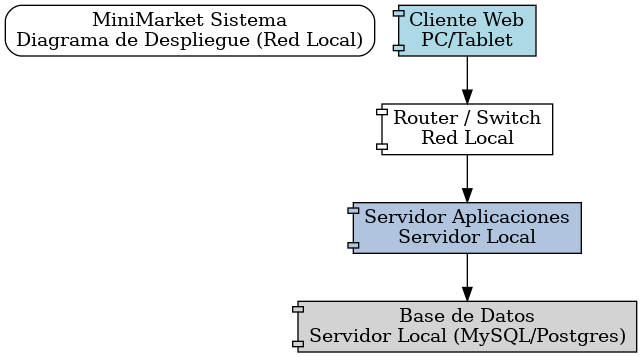 MiniMarket Sistema
Diagrama de Despliegue (Red Local)
Cliente Web
PC/Tablet
Router / Switch
Red Local
Servidor Aplicaciones
Servidor Local
Base de Datos
Servidor Local (MySQL/Postgres)